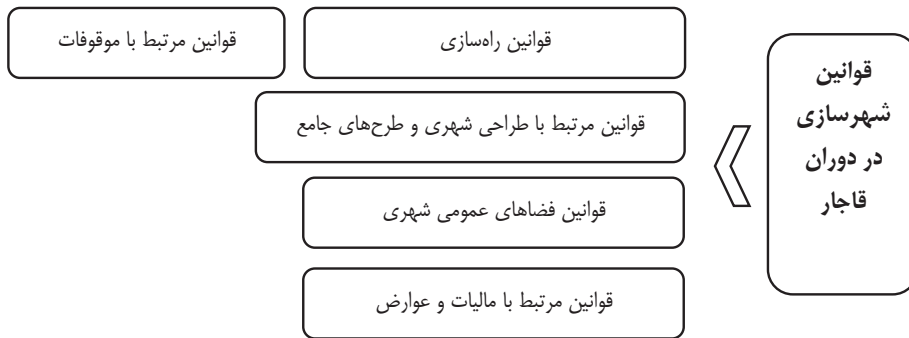 قوانین
شهرسازی
در دوران
قاجار
قوانین راه‌سازی
قوانین مرتبط با موقوفات
قوانین مرتبط با طراحی شهری و طرح‌های جامع
قوانین فضاهای عمومی شهری
قوانین مرتبط با مالیات و عوارض